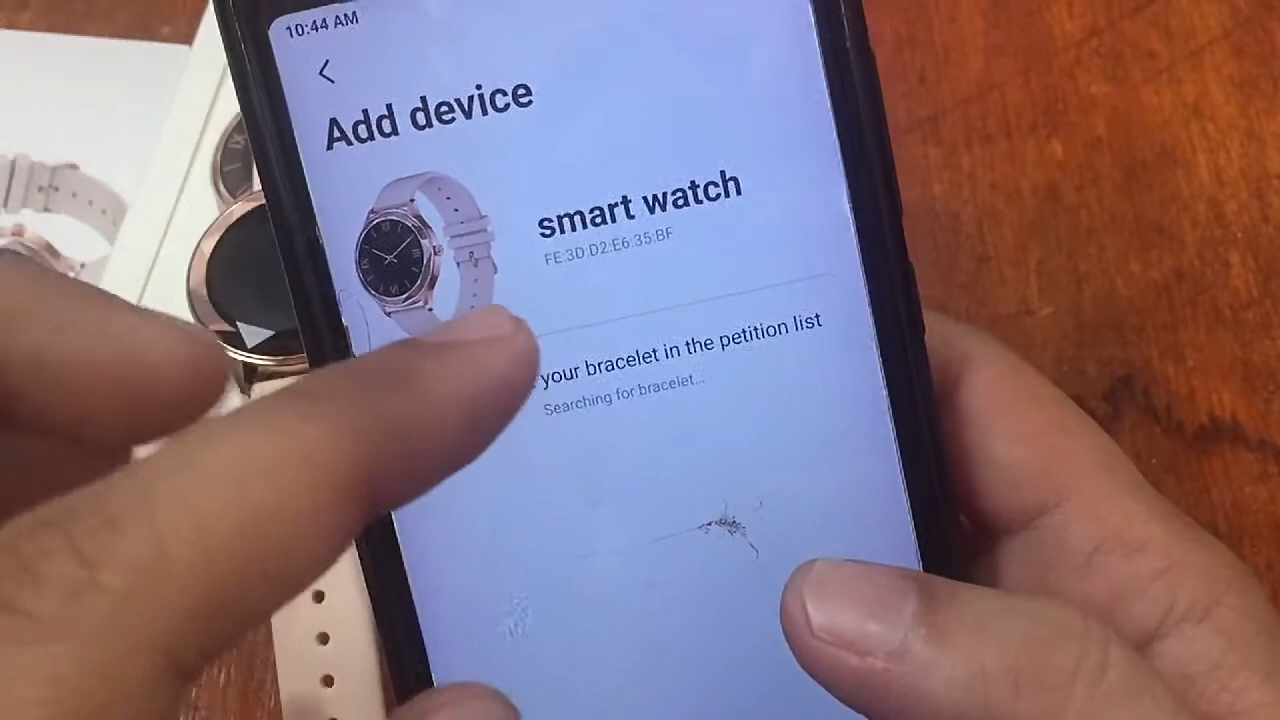 10:44 AM
Add device
smart watch
FE:3D:D2:E6:35:BF
your bracelet in the petition list
Searching for bracelet...